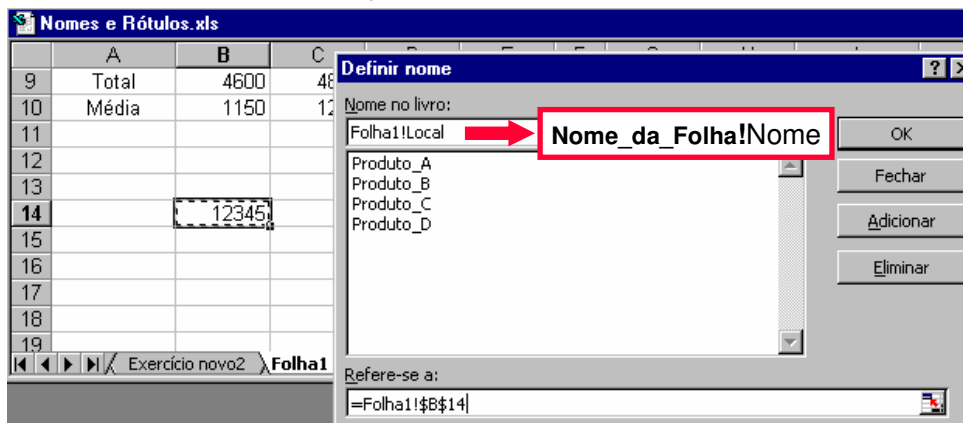 Nomes e Rótulos.xls
A B C
9 Total 4600
10 Média 1150
11
12
13
14 12345
15
16
17
18
19
Exercício novo2 Folha1
Definir nome
Nome no livro:
Folha1!Local
Nome_da_Folha!Nome
Produto_A
Produto_B
Produto_C
Produto_D
OK
Fechar
Adicionar
Eliminar
Refere-se a:
=Folha1!$B$14